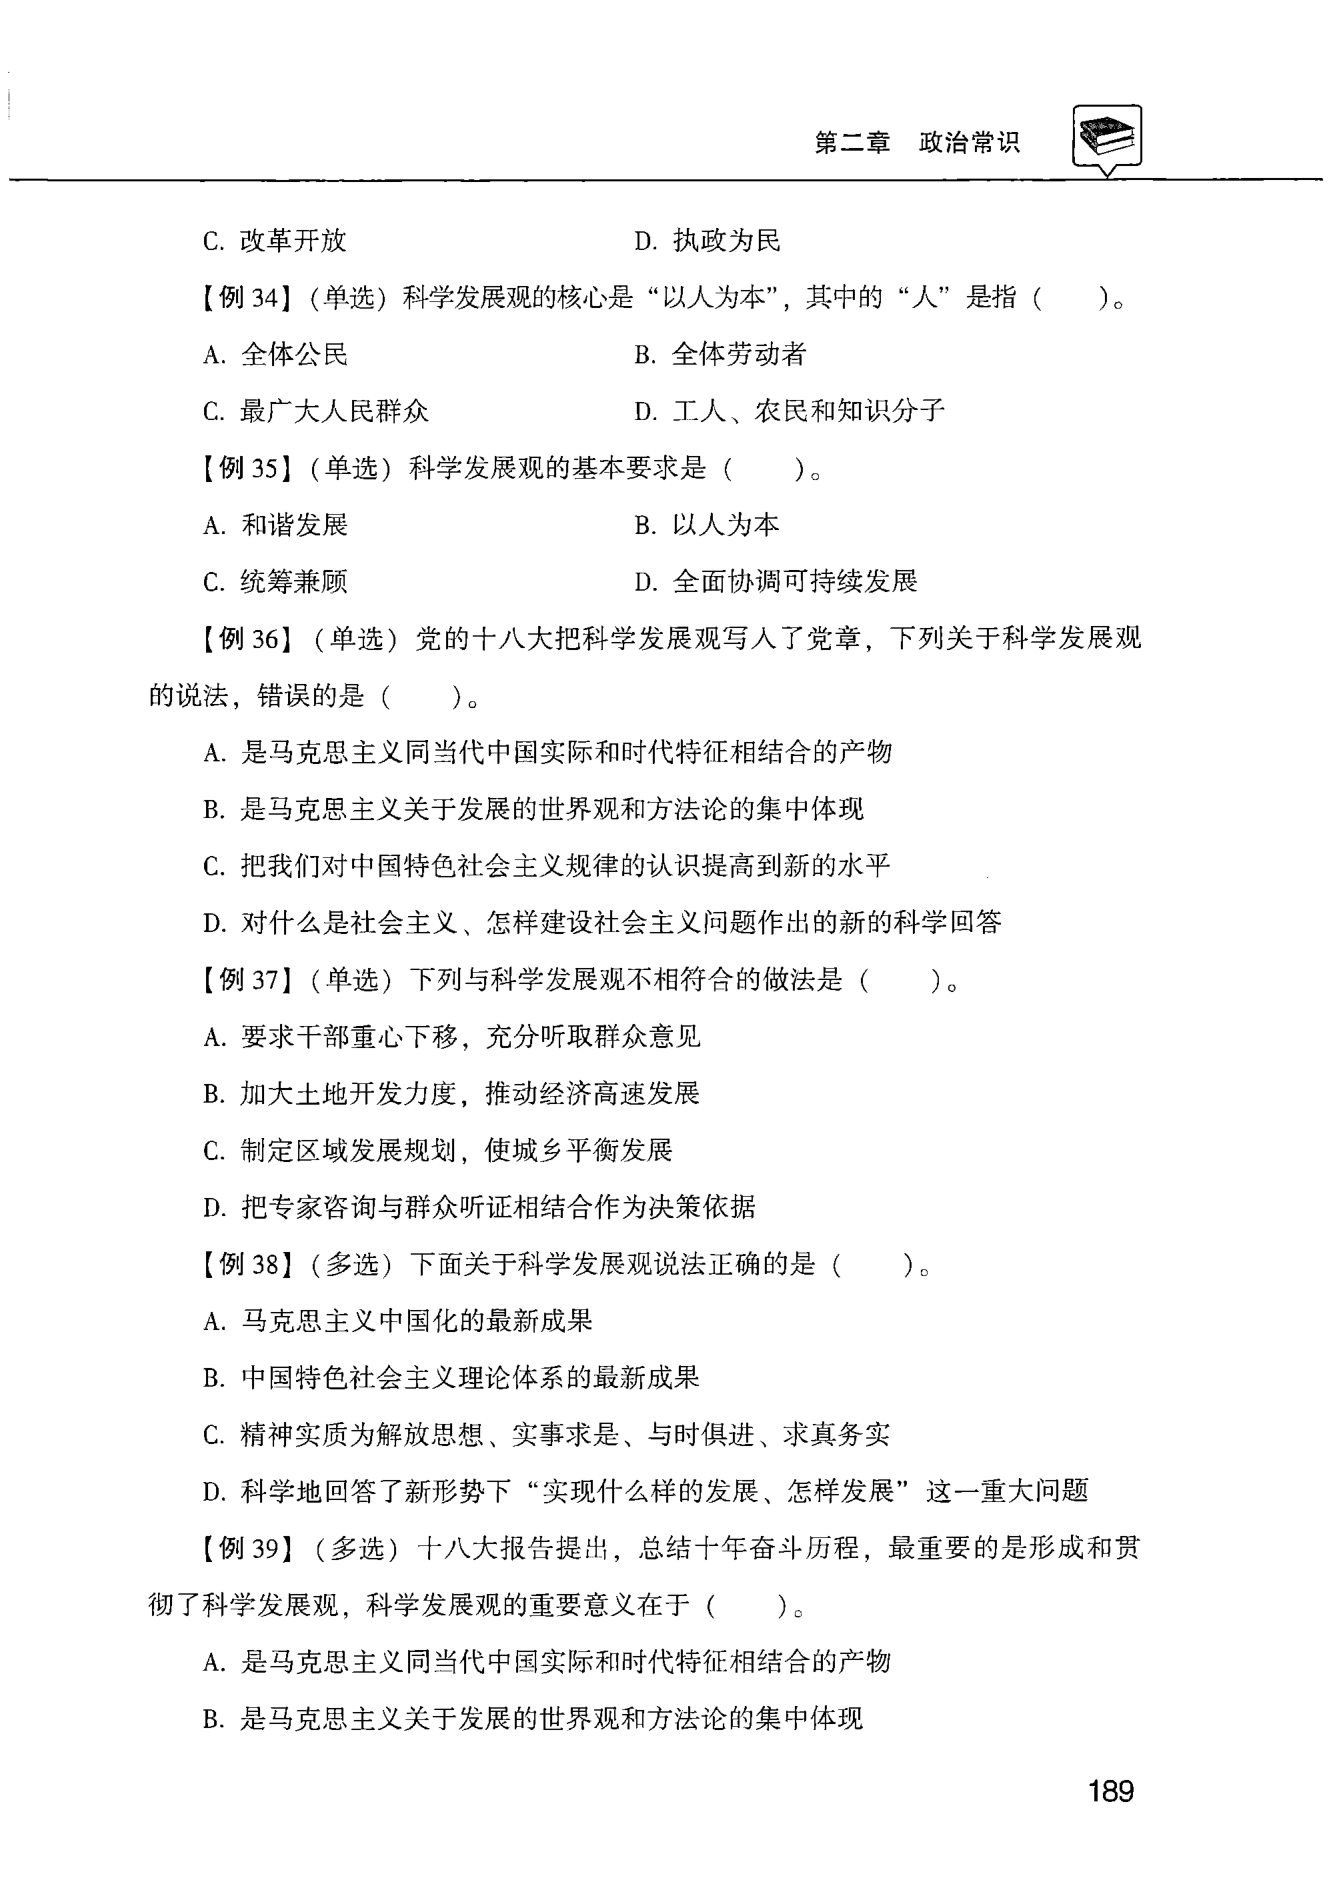 第二章 政治常识
C. 改革开放 D. 执政为民
【例 34】（单选）科学发展观的核心是“以人为本”，其中的“人”是指（ ）。
A. 全体公民 B. 全体劳动者
C. 最广大人民群众 D. 工人、农民和知识分子
【例 35】（单选）科学发展观的基本要求是（ ）。
A. 和谐发展 B. 以人为本
C. 统筹兼顾 D. 全面协调可持续发展
【例 36】（单选）党的十八大把科学发展观写入了党章，下列关于科学发展观
的说法，错误的是（ ）。
A. 是马克思主义同当代中国实际和时代特征相结合的产物
B. 是马克思主义关于发展的世界观和方法论的集中体现
C. 把我们对中国特色社会主义规律的认识提高到新的水平
D. 对什么是社会主义、怎样建设社会主义问题作出的新的科学回答
【例 37】（单选）下列与科学发展观不相符合的做法是（ ）。
A. 要求干部重心下移，充分听取群众意见
B. 加大土地开发力度，推动经济高速发展
C. 制定区域发展规划，使城乡平衡发展
D. 把专家咨询与群众听证相结合作为决策依据
【例 38】（多选）下面关于科学发展观说法正确的是（ ）。
A. 马克思主义中国化的最新成果
B. 中国特色社会主义理论体系的最新成果
C. 精神实质为解放思想、实事求是、与时俱进、求真务实
D. 科学地回答了新形势下“实现什么样的发展、怎样发展”这一重大问题
【例 39】（多选）十八大报告提出，总结十年奋斗历程，最重要的是形成和贯
彻了科学发展观，科学发展观的重要意义在于（ ）。
A. 是马克思主义同当代中国实际和时代特征相结合的产物
B. 是马克思主义关于发展的世界观和方法论的集中体现
189